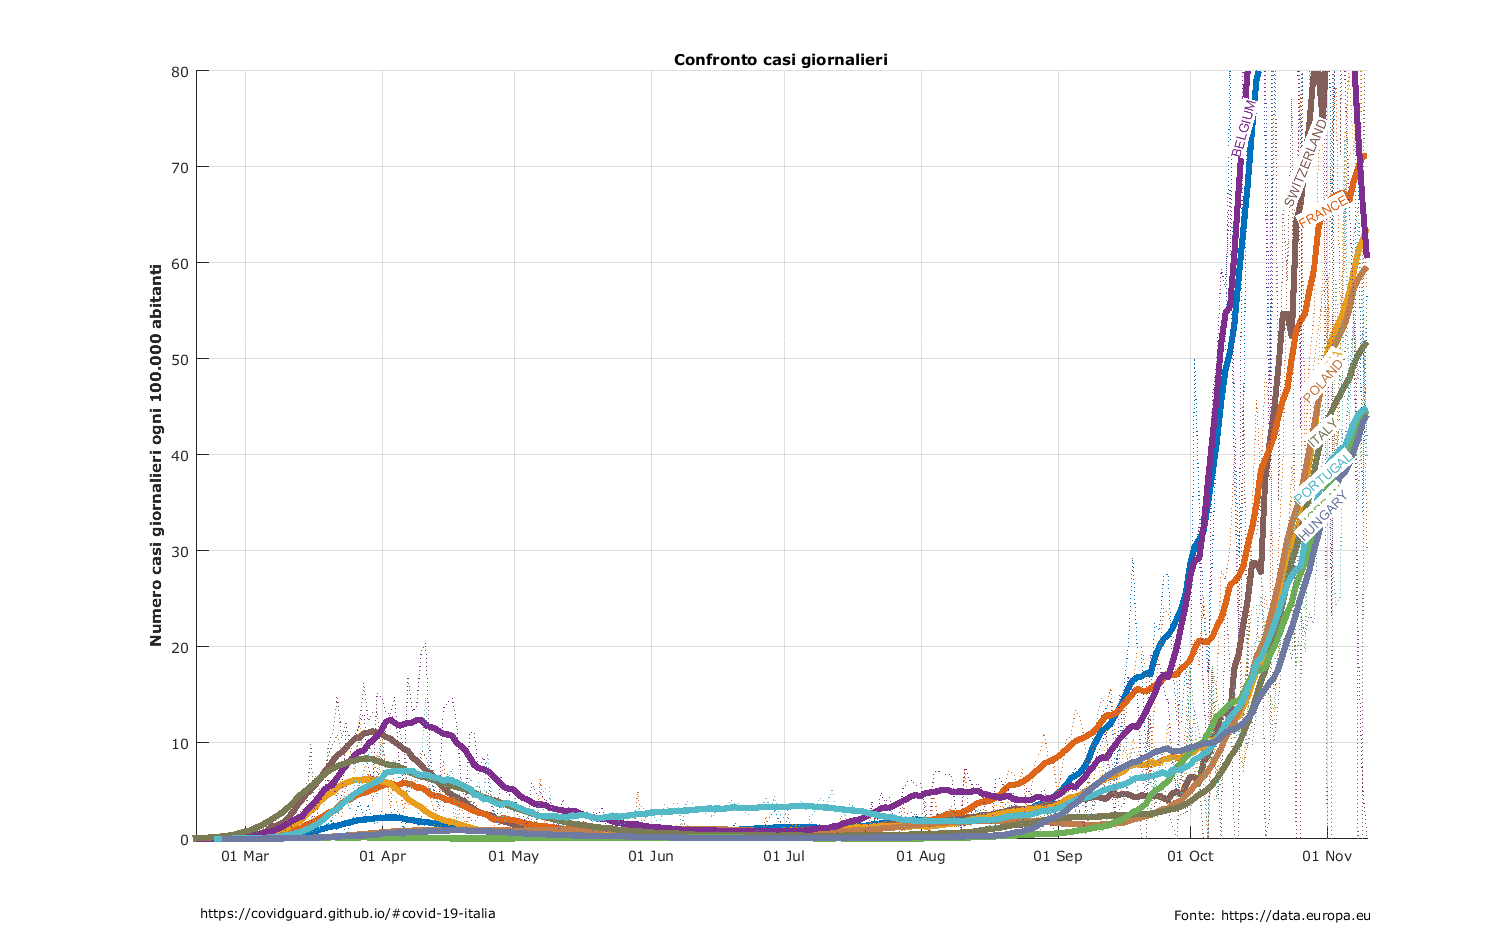 Confronto casi giornalieri
Numero casi giornalieri ogni 100.000 abitanti
80
70
60
50
40
30
20
10
0
BELGIUM
SWITZERLAND
FRANCE
POLAND
ITALY
PORTUGAL
HUNGARY
01 Mar
01 Apr
01 May
01 Jun
01 Jul
01 Aug
01 Sep
01 Oct
01 Nov
https://covidguard.github.io/#covid-19-italia
Fonte: https://data.europa.eu